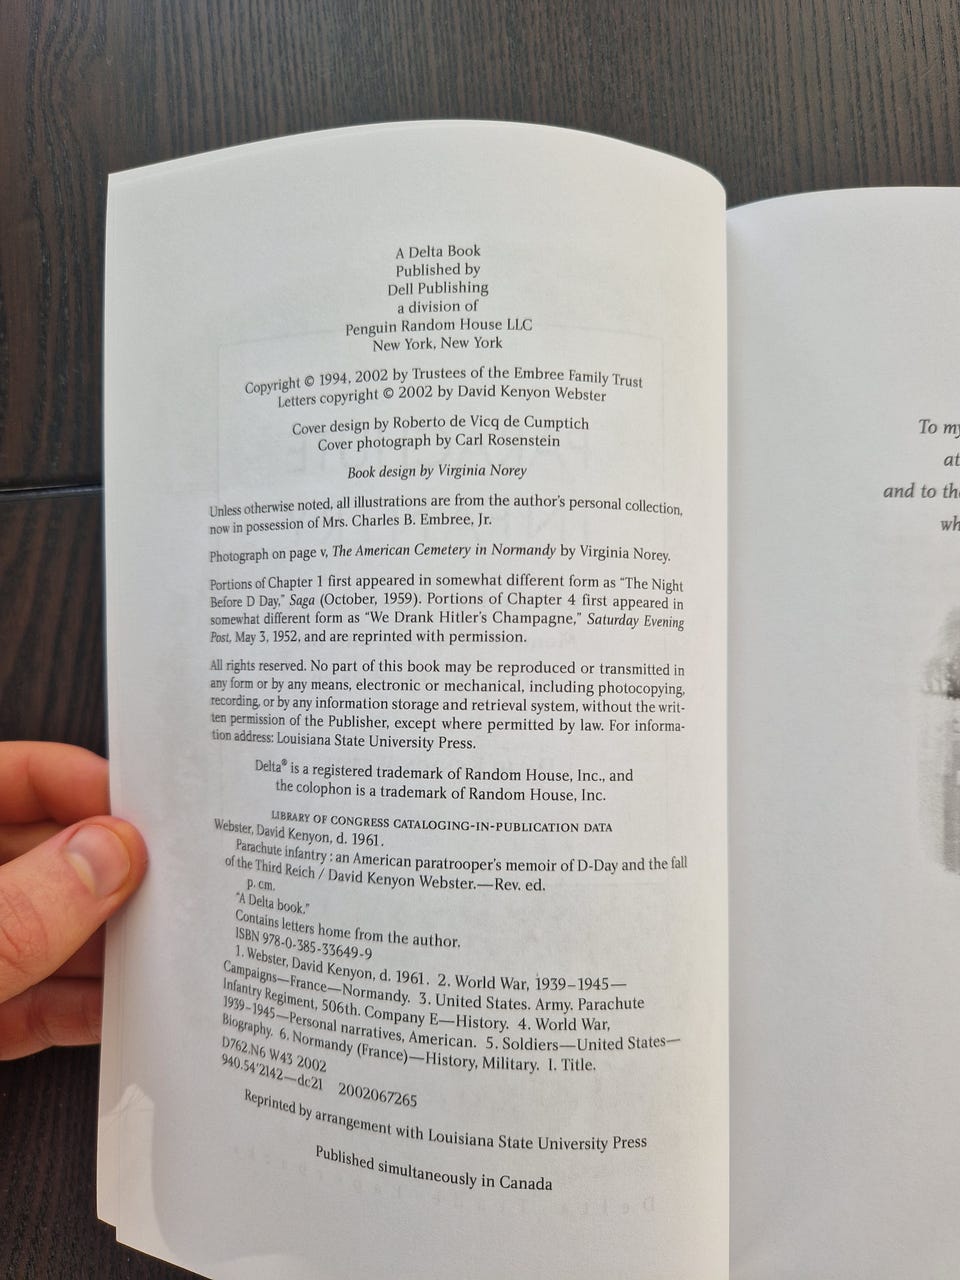 A Delta Book
Published by
Dell Publishing
a division of
Penguin Random House LLC
New York, New York
Copyright © 1994, 2002 by Trustees of the Embree Family Trust
Letters copyright © 2002 by David Kenyon Webster
Cover design by Roberto de Vicq de Cumptich
Cover photograph by Carl Rosenstein
Book design by Virginia Norey
Unless otherwise noted, all illustrations are from the author's personal collection,
now in possession of Mrs. Charles B. Embree, Jr.
Photograph on page v, The American Cemetery in Normandy by Virginia Norey.
Portions of Chapter 1 first appeared in somewhat different form as “The Night
Before D Day,” Saga (October, 1959). Portions of Chapter 4 first appeared in
somewhat different form as “We Drank Hitler's Champagne,” Saturday Evening
Post, May 3, 1952, and are reprinted with permission.
All rights reserved. No part of this book may be reproduced or transmitted in
any form or by any means, electronic or mechanical, including photocopying,
recording, or by any information storage and retrieval system, without the writ-
ten permission of the Publisher, except where permitted by law. For informa-
tion address: Louisiana State University Press.
Delta® is a registered trademark of Random House, Inc., and
the colophon is a trademark of Random House, Inc.
LIBRARY OF CONGRESS CATALOGING-IN-PUBLICATION DATA
Webster, David Kenyon, d. 1961.
Parachute infantry : an American paratrooper's memoir of D-Day and the fall
of the Third Reich / David Kenyon Webster.—Rev. ed.
p. cm.
“A Delta book.”
Contains letters home from the author.
ISBN 978-0-385-33649-9
1. Webster, David Kenyon, d. 1961. 2. World War, 1939–1945—
Campaigns—France—Normandy. 3. United States. Army. Parachute
Infantry Regiment, 506th. Company E—History. 4. World War,
1939–1945—Personal narratives, American. 5. Soldiers—United States—
Biography. 6. Normandy (France)—History, Military. I. Title.
D762.N6 W43 2002
940.54'2142—dc21 2002067265
Reprinted by arrangement with Louisiana State University Press
Published simultaneously in Canada
To my
at
and to the